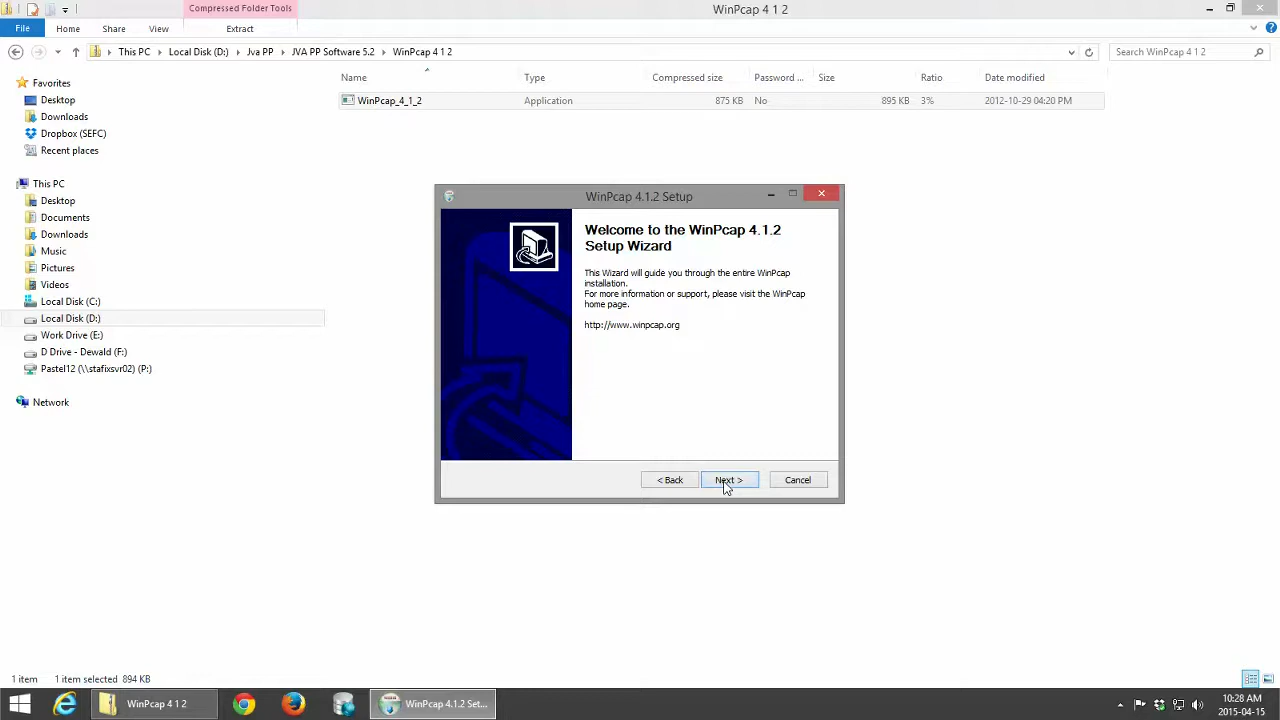 Compressed Folder Tools
WinPcap 4 1 2
File
Home
Share
View
Extract
This PC
Local Disk (D:)
Jva PP
JVA PP Software 5.2
WinPcap 4 1 2
Search WinPcap 4 1 2
Favorites
Desktop
Downloads
Dropbox (SEFC)
Recent places
This PC
Desktop
Documents
Downloads
Music
Pictures
Videos
Local Disk (C:)
Local Disk (D:)
Work Drive (E:)
D Drive - Dewald (F:)
Pastel12 (\\stafixsvr02) (P:)
Network
Name
Type
Compressed size
Password ...
Size
Ratio
Date modified
WinPcap_4_1_2
Application
875 KB
No
895 KB
3%
2012-10-29 04:20 PM
WinPcap 4.1.2 Setup
Welcome to the WinPcap 4.1.2
Setup Wizard
This Wizard will guide you through the entire WinPcap
installation.
For more information or support, please visit the WinPcap
home page.
http://www.winpcap.org
< Back
Next >
Cancel
1 item
1 item selected 894 KB
WinPcap 4 1 2
WinPcap 4.1.2 Set...
10:28 AM
2015-04-15